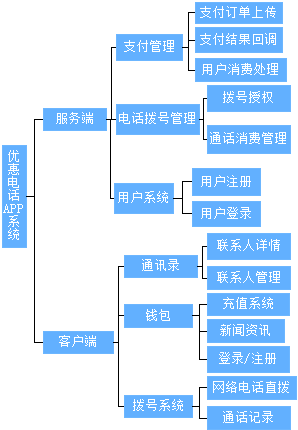 优惠电话APP系统
服务端
支付管理
支付订单上传
支付结果回调
用户消费处理
电话拨号管理
拨号授权
通话消费管理
用户系统
用户注册
用户登录
客户端
通讯录
联系人详情
联系人管理
钱包
充值系统
新闻资讯
登录/注册
拨号系统
网络电话直拨
通话记录